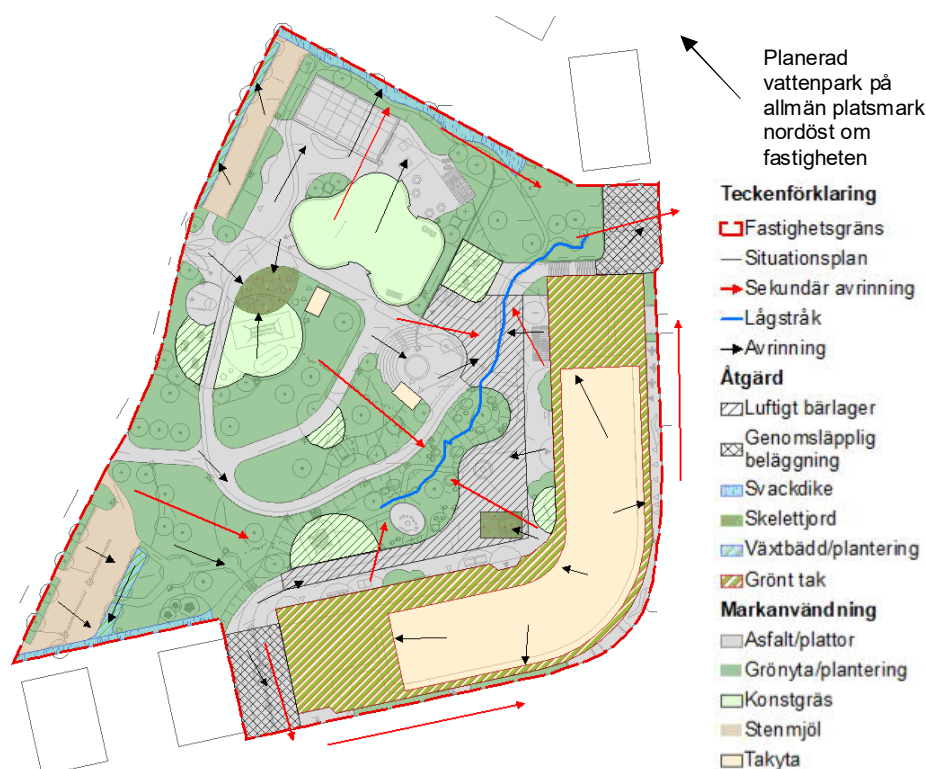 Planerad
vattenpark på
allmän platsmark
nordöst om
fastigheten
Teckenförklaring
Fastighetsgräns
Situationsplan
Sekundär avrinning
Lågstråk
Avrinning
Åtgärd
Luftigt bärlager
Genomsläpplig
beläggning
Svackdike
Skelettjord
Växtbädd/plantering
Grönt tak
Markanvändning
Asfalt/plattor
Grönyta/plantering
Konstgräs
Stenmjöl
Takyta